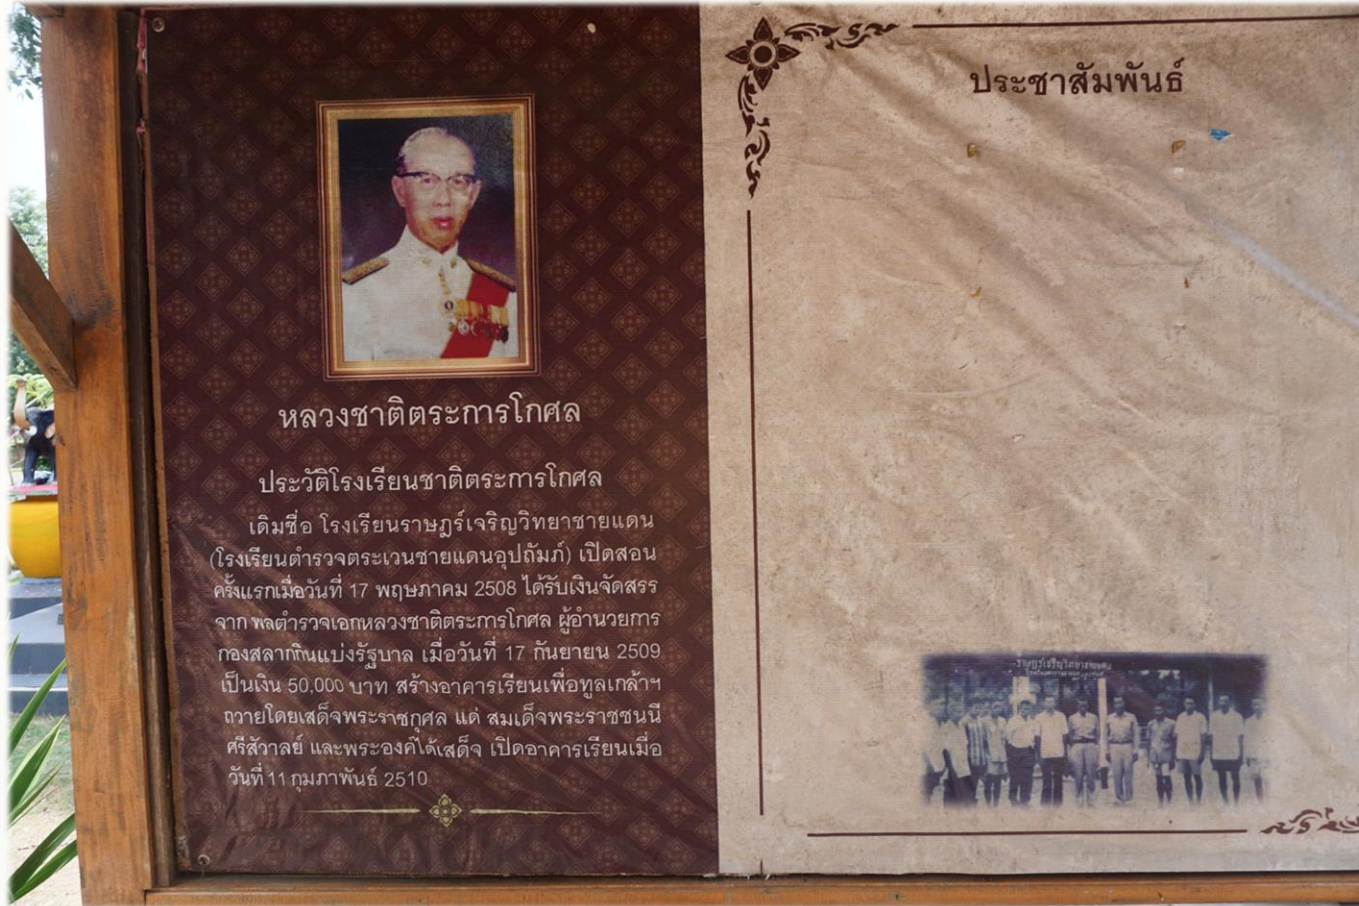 หลวงชาติตระการโกศล
ประวัติโรงเรียนชาติตระการโกศล
เดิมชื่อ โรงเรียนราษฎร์เจริญวิทยาชายแดน
(โรงเรียนตำรวจตระเวนชายแดนอุปถัมภ์) เปิดสอน
ครั้งแรกเมื่อวันที่ 17 พฤษภาคม 2508 ได้รับเงินจัดสรร
จาก พลตำรวจเอกหลวงชาติตระการโกศล ผู้อำนวยการ
กองสลากกินแบ่งรัฐบาล เมื่อวันที่ 17 กันยายน 2509
เป็นเงิน 50,000 บาท สร้างอาคารเรียนเพื่อทูลเกล้าฯ
ถวายโดยเสด็จพระราชกุศล แด่ สมเด็จพระราชชนนี
ศรีสังวาลย์ และพระองค์ได้เสด็จ เปิดอาคารเรียนเมื่อ
วันที่ 11 กุมภาพันธ์ 2510
ประชาสัมพันธ์